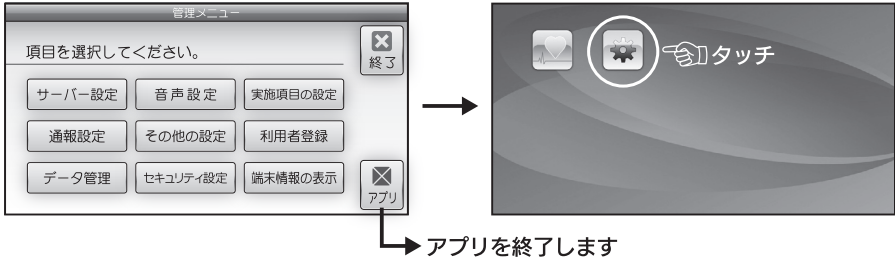 管理メニュー
項目を選択してください。
終了
サーバー設定
音声設定
実施項目の設定
通報設定
その他の設定
利用者登録
データ管理
セキュリティ設定
端末情報の表示
アプリ
タッチ
アプリを終了します